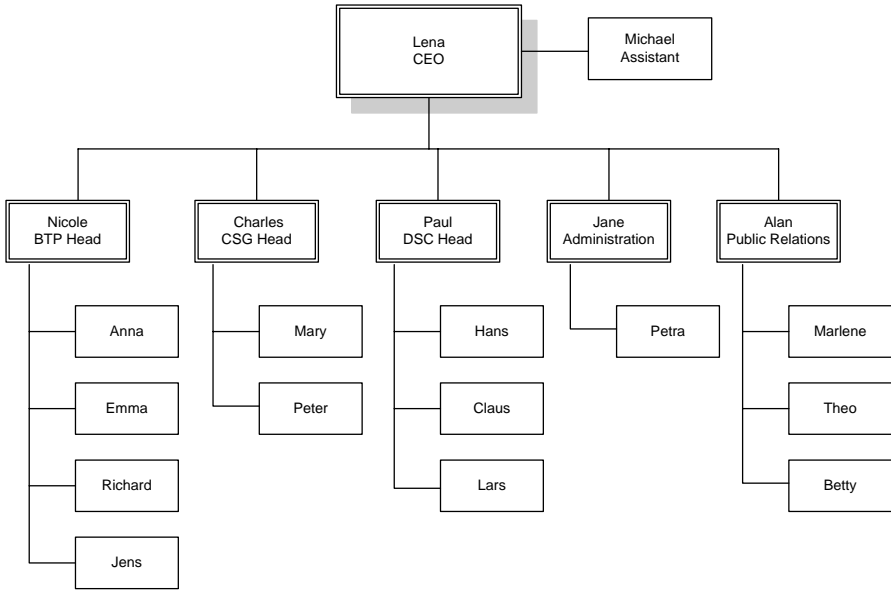 Lena
CEO
Michael
Assistant
Nicole
BTP Head
Charles
CSG Head
Paul
DSC Head
Jane
Administration
Alan
Public Relations
Anna
Mary
Hans
Petra
Marlene
Emma
Peter
Claus
Theo
Richard
Lars
Betty
Jens